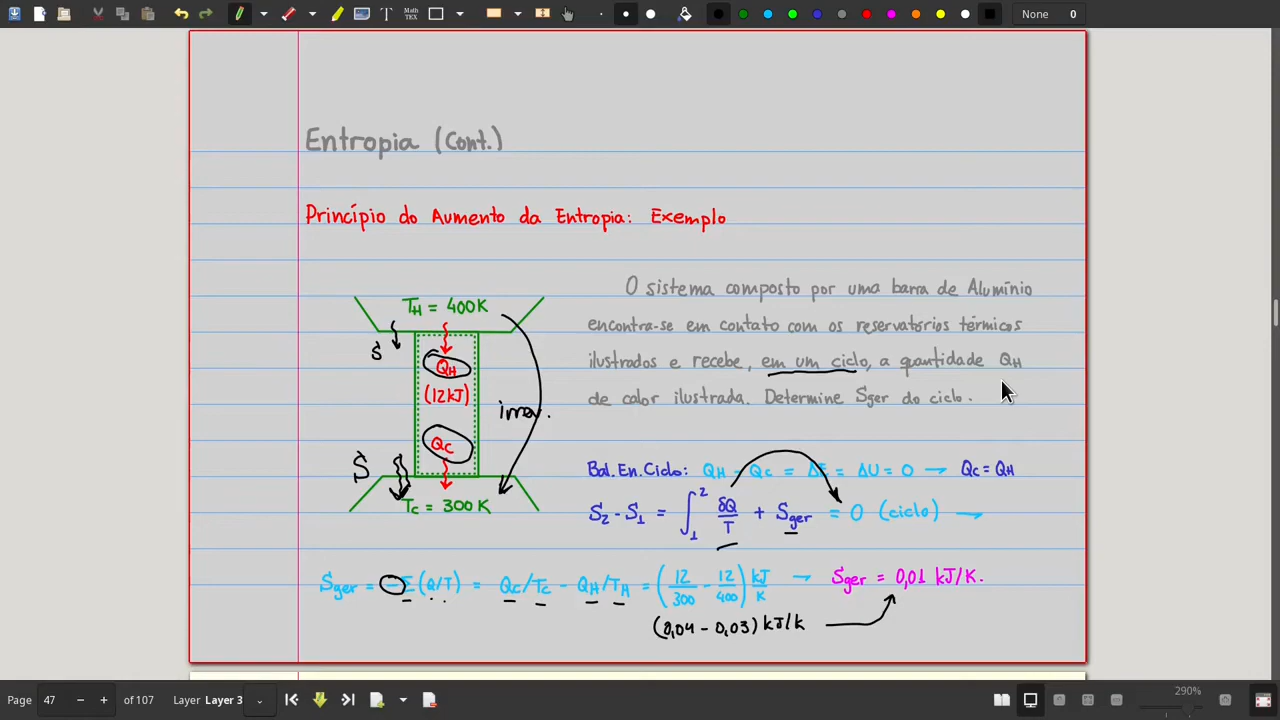 Math
TEX
None 0
Entropia (Cont.)
Princípio do Aumento da Entropia: Exemplo
O sistema composto por uma barra de Alumínio
encontra-se em contato com os reservatórios térmicos
ilustrados e recebe, em um ciclo, a quantidade QH
de calor ilustrada. Determine Sger do ciclo.
TH = 400K
Ṡ
QH
(12kJ)
irrev.
QC
Ṡ
TC = 300 K
Bal.En.Ciclo: QH - QC = ΔE = ΔU = 0 → QC = QH
S2 - S1 = ∫₁² δQ/T + Sger = 0 (ciclo) →
Sger = - Σ(Q/T) = QC/TC - QH/TH = (12/300 - 12/400) kJ/K → Sger = 0,01 kJ/K.
(0,04 - 0,03) kJ/K
Page 47 of 107 Layer Layer 3 290%